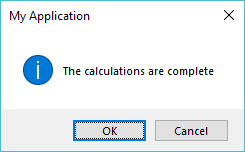 My Application
The calculations are complete
OK
Cancel